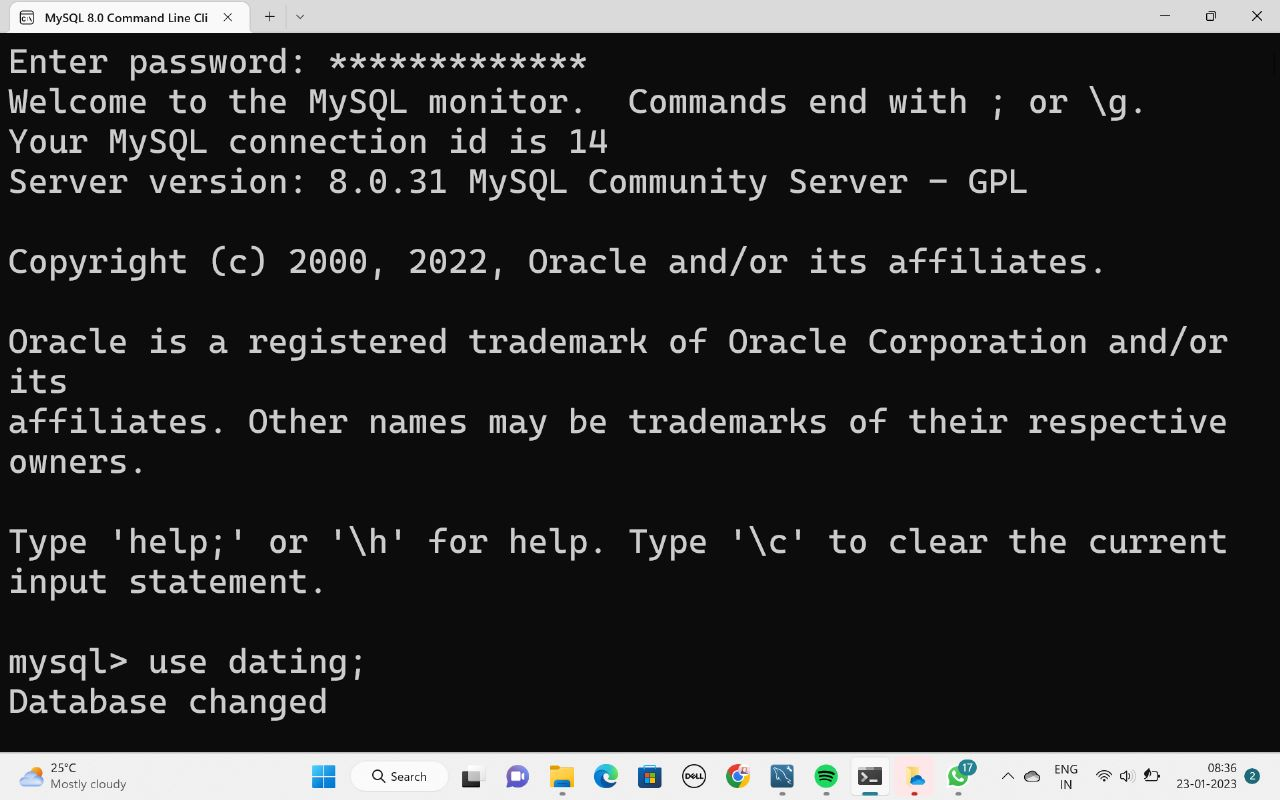 MySQL 8.0 Command Line Cli
Enter password: *************
Welcome to the MySQL monitor.  Commands end with ; or \g.
Your MySQL connection id is 14
Server version: 8.0.31 MySQL Community Server - GPL
Copyright (c) 2000, 2022, Oracle and/or its affiliates.
Oracle is a registered trademark of Oracle Corporation and/or
its
affiliates. Other names may be trademarks of their respective
owners.
Type 'help;' or '\h' for help. Type '\c' to clear the current
input statement.
mysql> use dating;
Database changed
25°C
Mostly cloudy
Search
DELL
17
ENG
IN
08:36
23-01-2023
2